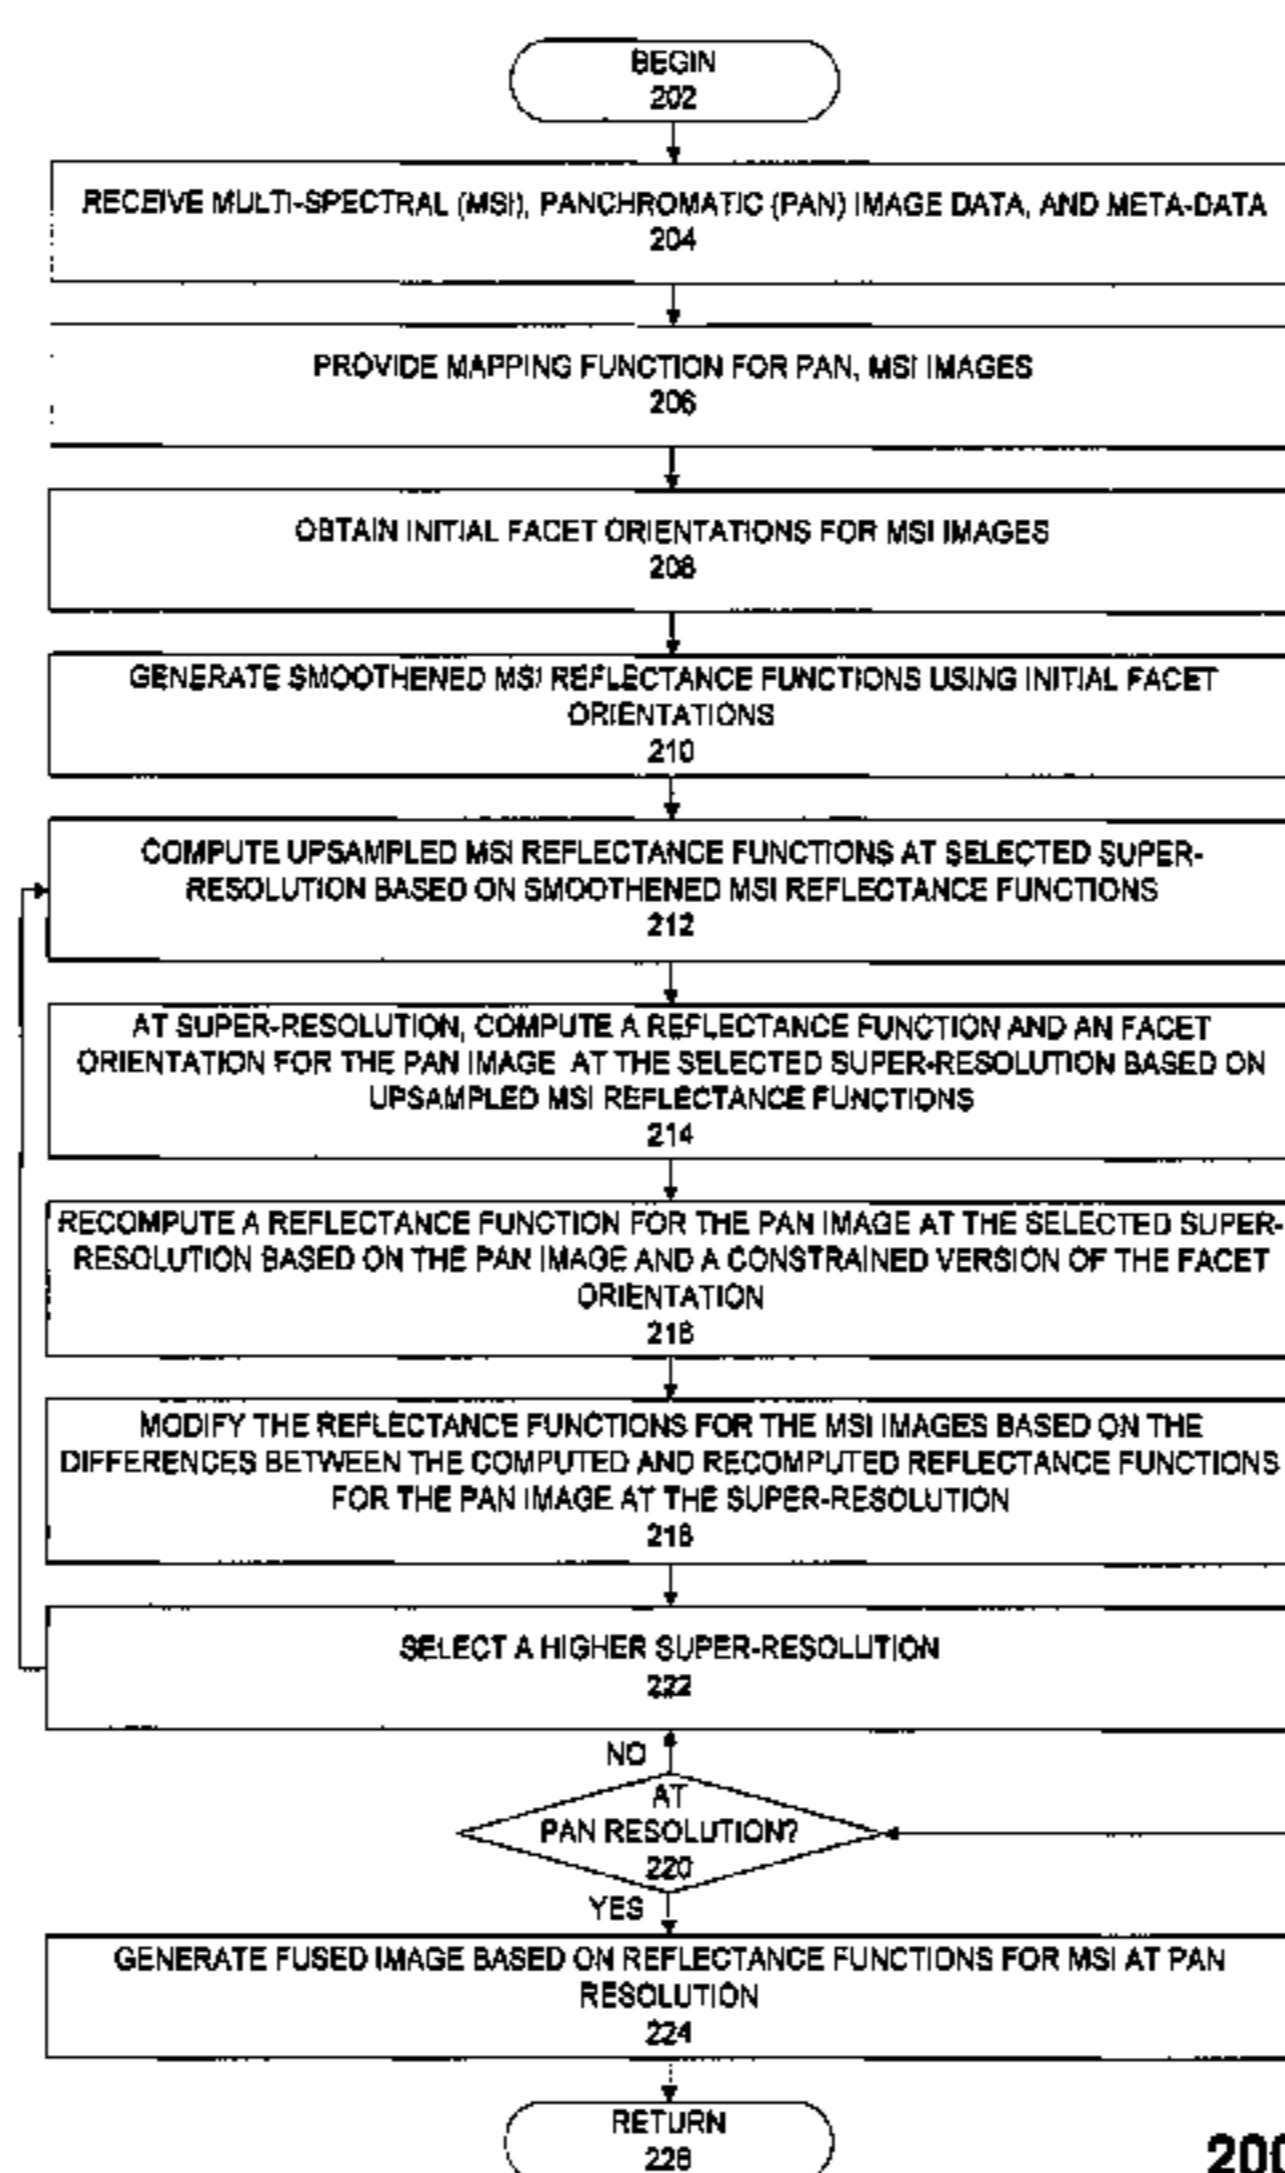 BEGIN
202
RECEIVE MULTI-SPECTRAL (MSI), PANCHROMATIC (PAN) IMAGE DATA, AND META-DATA
204
PROVIDE MAPPING FUNCTION FOR PAN, MSI IMAGES
206
OBTAIN INITIAL FACET ORIENTATIONS FOR MSI IMAGES
208
GENERATE SMOOTHENED MSI REFLECTANCE FUNCTIONS USING INITIAL FACET
ORIENTATIONS
210
COMPUTE UPSAMPLED MSI REFLECTANCE FUNCTIONS AT SELECTED SUPER-
RESOLUTION BASED ON SMOOTHENED MSI REFLECTANCE FUNCTIONS
212
AT SUPER-RESOLUTION, COMPUTE A REFLECTANCE FUNCTION AND AN FACET
ORIENTATION FOR THE PAN IMAGE AT THE SELECTED SUPER-RESOLUTION BASED ON
UPSAMPLED MSI REFLECTANCE FUNCTIONS
214
RECOMPUTE A REFLECTANCE FUNCTION FOR THE PAN IMAGE AT THE SELECTED SUPER-
RESOLUTION BASED ON THE PAN IMAGE AND A CONSTRAINED VERSION OF THE FACET
ORIENTATION
216
MODIFY THE REFLECTANCE FUNCTIONS FOR THE MSI IMAGES BASED ON THE
DIFFERENCES BETWEEN THE COMPUTED AND RECOMPUTED REFLECTANCE FUNCTIONS
FOR THE PAN IMAGE AT THE SUPER-RESOLUTION
218
SELECT A HIGHER SUPER-RESOLUTION
222
NO
AT
PAN RESOLUTION?
220
YES
GENERATE FUSED IMAGE BASED ON REFLECTANCE FUNCTIONS FOR MSI AT PAN
RESOLUTION
224
RETURN
226
200